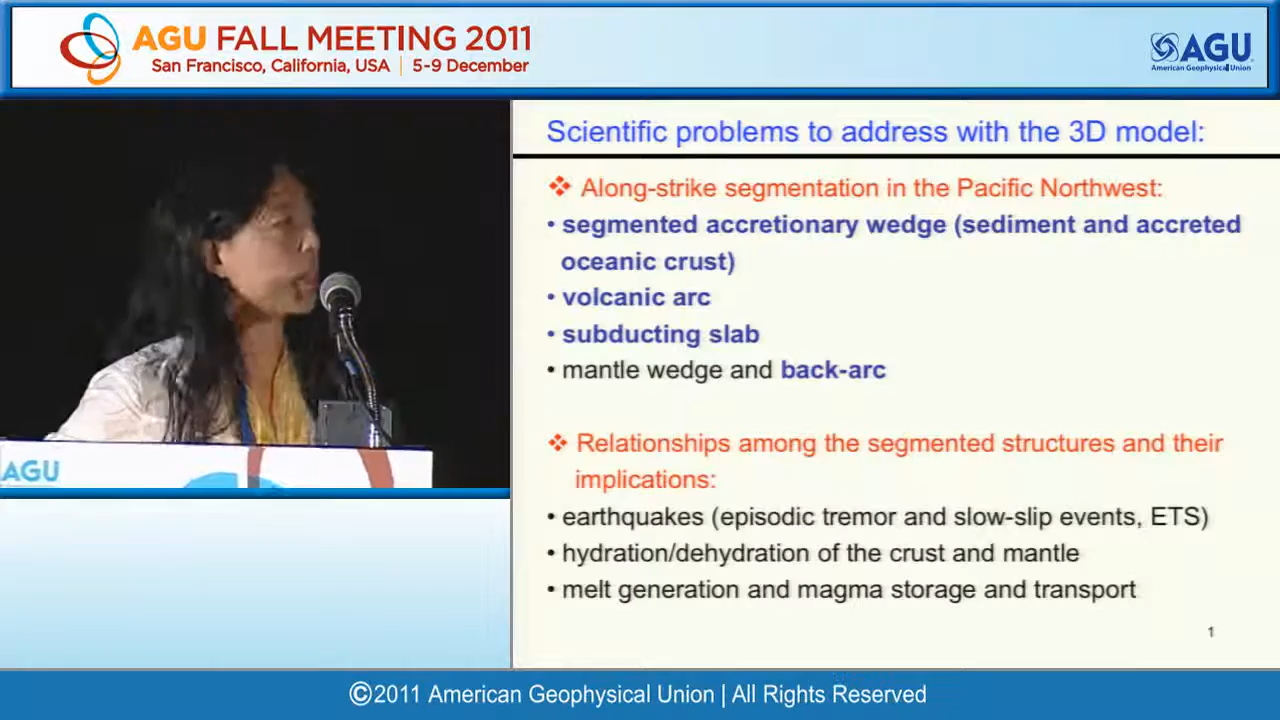 AGU FALL MEETING 2011
San Francisco, California, USA | 5-9 December
AGU
American Geophysical Union
Scientific problems to address with the 3D model:
❖ Along-strike segmentation in the Pacific Northwest:
• segmented accretionary wedge (sediment and accreted
oceanic crust)
• volcanic arc
• subducting slab
• mantle wedge and back-arc
❖ Relationships among the segmented structures and their
implications:
• earthquakes (episodic tremor and slow-slip events, ETS)
• hydration/dehydration of the crust and mantle
• melt generation and magma storage and transport
1
AGU
©2011 American Geophysical Union | All Rights Reserved